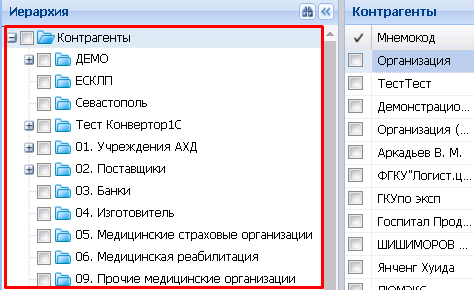 Иерархия
Контрагенты
ДЕМО
ЕСКЛП
Севастополь
Тест Конвертор1С
01. Учреждения АХД
02. Поставщики
03. Банки
04. Изготовитель
05. Медицинские страховые организации
06. Медицинская реабилитация
09. Прочие медицинские организации
Контрагенты
Мнемокод
Организация
ТестТест
Демонстрацио...
Организация (...
Аркадьев В. М.
ФГКУ"Логист.ц...
ГКУпо эксп
Госпитал Прод...
ШИШИМОРОВ ...
Янченг Хуида